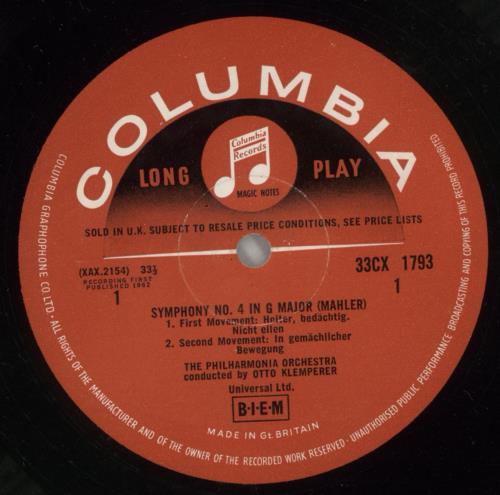 COLUMBIA
Columbia
Records
LONG PLAY
MAGIC NOTES
SOLD IN U.K. SUBJECT TO RESALE PRICE CONDITIONS, SEE PRICE LISTS
(XAX.2154) 33⅓
RECORDING FIRST
PUBLISHED 1962
1
33CX 1793
1
SYMPHONY NO. 4 IN G MAJOR (MAHLER)
1. First Movement: Heiter, bedächtig.
Nicht eilen
2. Second Movement: In gemächlicher
Bewegung
THE PHILHARMONIA ORCHESTRA
conducted by OTTO KLEMPERER
Universal Ltd.
B·I·E·M
MADE IN Gt. BRITAIN
COLUMBIA GRAPHOPHONE CO. LTD. · ALL RIGHTS OF THE MANUFACTURER AND OF THE OWNER OF THE RECORDED WORK RESERVED · UNAUTHORISED PUBLIC PERFORMANCE BROADCASTING AND COPYING OF THIS RECORD PROHIBITED